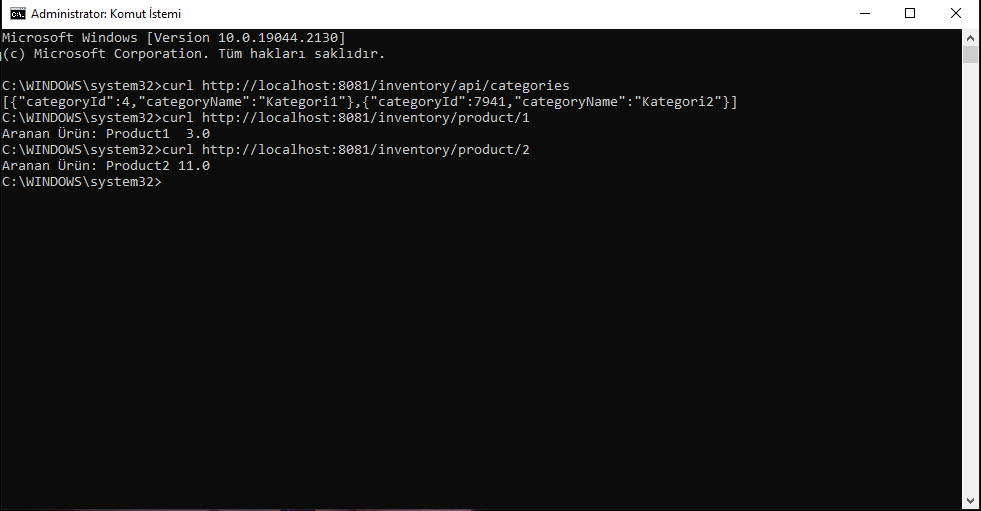 Administrator: Komut İstemi
Microsoft Windows [Version 10.0.19044.2130]
(c) Microsoft Corporation. Tüm hakları saklıdır.
C:\WINDOWS\system32>curl http://localhost:8081/inventory/api/categories
[{"categoryId":4,"categoryName":"Kategori1"},{"categoryId":7941,"categoryName":"Kategori2"}]
C:\WINDOWS\system32>curl http://localhost:8081/inventory/product/1
Aranan Ürün: Product1  3.0
C:\WINDOWS\system32>curl http://localhost:8081/inventory/product/2
Aranan Ürün: Product2 11.0
C:\WINDOWS\system32>